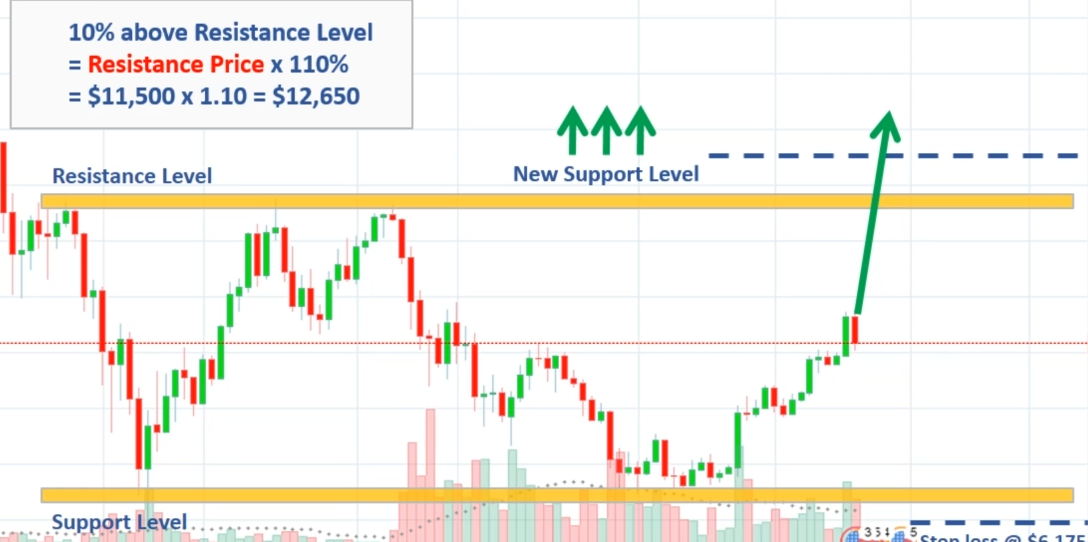 10% above Resistance Level
= Resistance Price x 110%
= $11,500 x 1.10 = $12,650
Resistance Level
New Support Level
Support Level
Stop loss @ $6,175